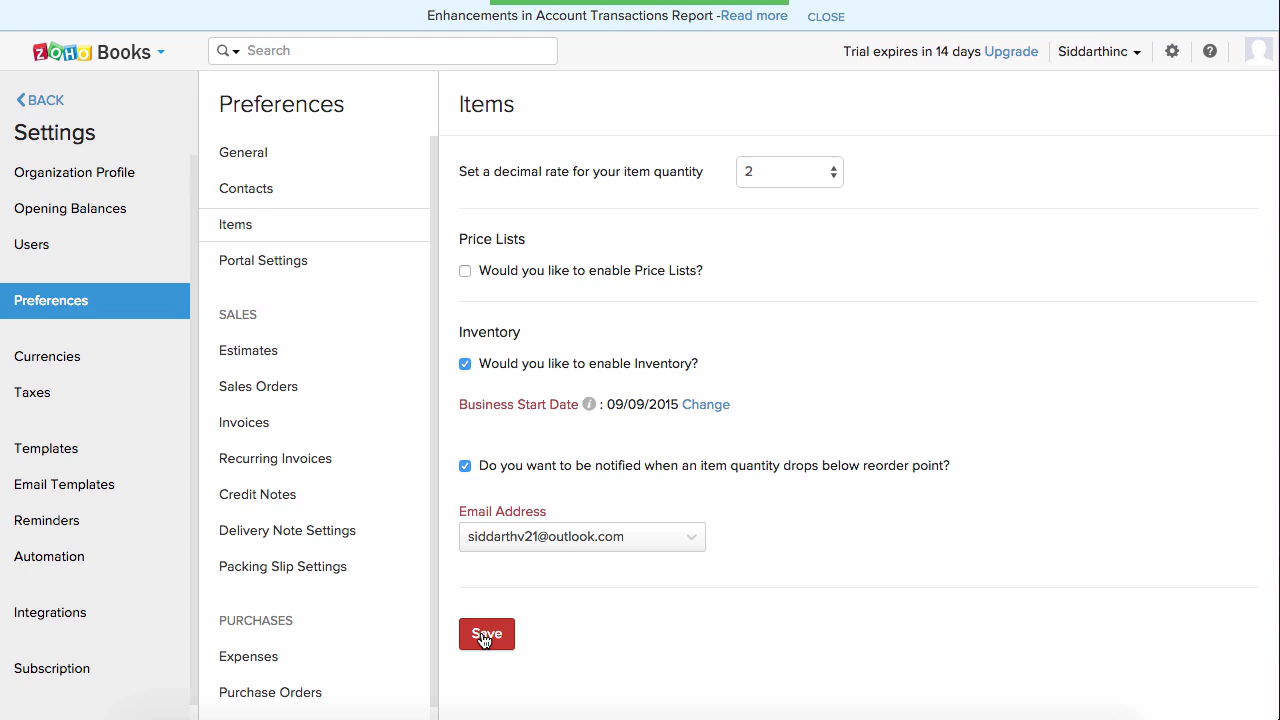 Enhancements in Account Transactions Report -Read more CLOSE
ZOHO Books Search Trial expires in 14 days Upgrade Siddarthinc
BACK
Settings
Organization Profile
Opening Balances
Users
Preferences
Currencies
Taxes
Templates
Email Templates
Reminders
Automation
Integrations
Subscription
Preferences
General
Contacts
Items
Portal Settings
SALES
Estimates
Sales Orders
Invoices
Recurring Invoices
Credit Notes
Delivery Note Settings
Packing Slip Settings
PURCHASES
Expenses
Purchase Orders
Items
Set a decimal rate for your item quantity 2
Price Lists
Would you like to enable Price Lists?
Inventory
Would you like to enable Inventory?
Business Start Date i : 09/09/2015 Change
Do you want to be notified when an item quantity drops below reorder point?
Email Address
siddarthv21@outlook.com
Save